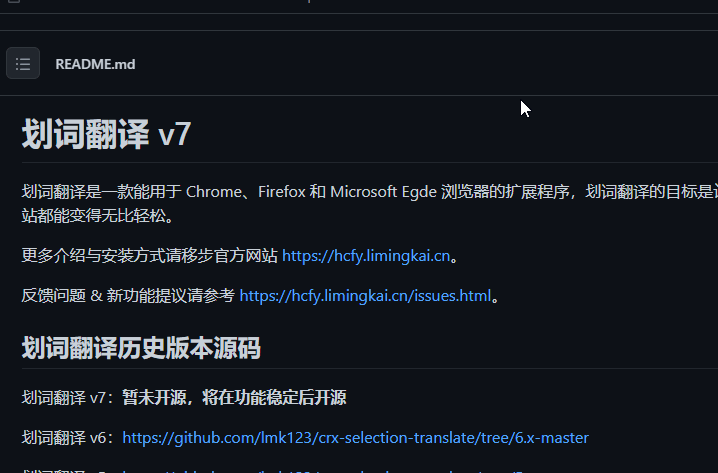 README.md
划词翻译 v7
划词翻译是一款能用于 Chrome、Firefox 和 Microsoft Egde 浏览器的扩展程序，划词翻译的目标是
站都能变得无比轻松。
更多介绍与安装方式请移步官方网站 https://hcfy.limingkai.cn。
反馈问题 & 新功能提议请参考 https://hcfy.limingkai.cn/issues.html。
划词翻译历史版本源码
划词翻译 v7：暂未开源，将在功能稳定后开源
划词翻译 v6：https://github.com/lmk123/crx-selection-translate/tree/6.x-master